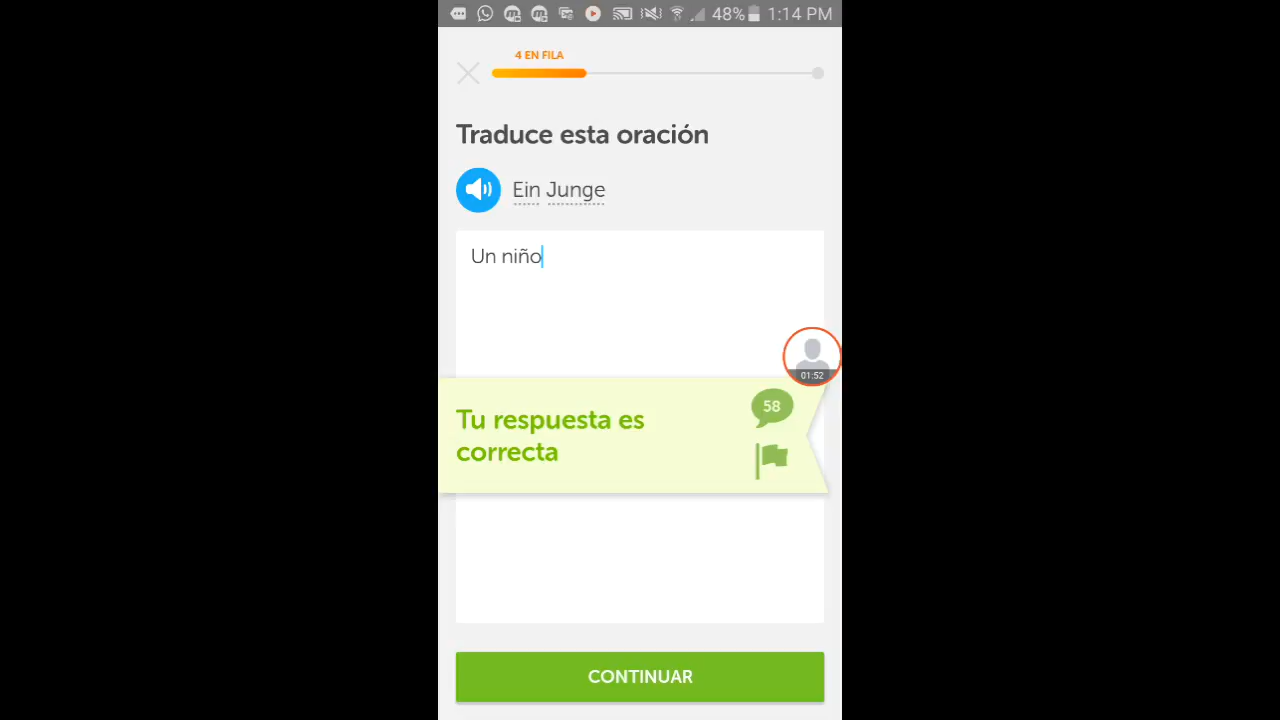 48% 1:14 PM
4 EN FILA
Traduce esta oración
Ein Junge
Un niño
01:52
58
Tu respuesta es
correcta
CONTINUAR